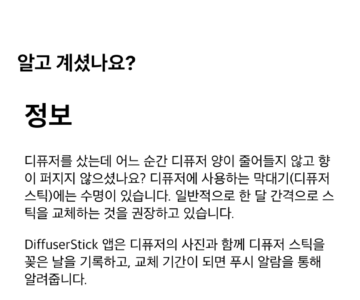 알고 계셨나요?
정보
디퓨저를 샀는데 어느 순간 디퓨저 양이 줄어들지 않고 향
이 퍼지지 않으셨나요? 디퓨저에 사용하는 막대기(디퓨저
스틱)에는 수명이 있습니다. 일반적으로 한 달 간격으로 스
틱을 교체하는 것을 권장하고 있습니다.
DiffuserStick 앱은 디퓨저의 사진과 함께 디퓨저 스틱을
꽂은 날을 기록하고, 교체 기간이 되면 푸시 알람을 통해
알려줍니다.